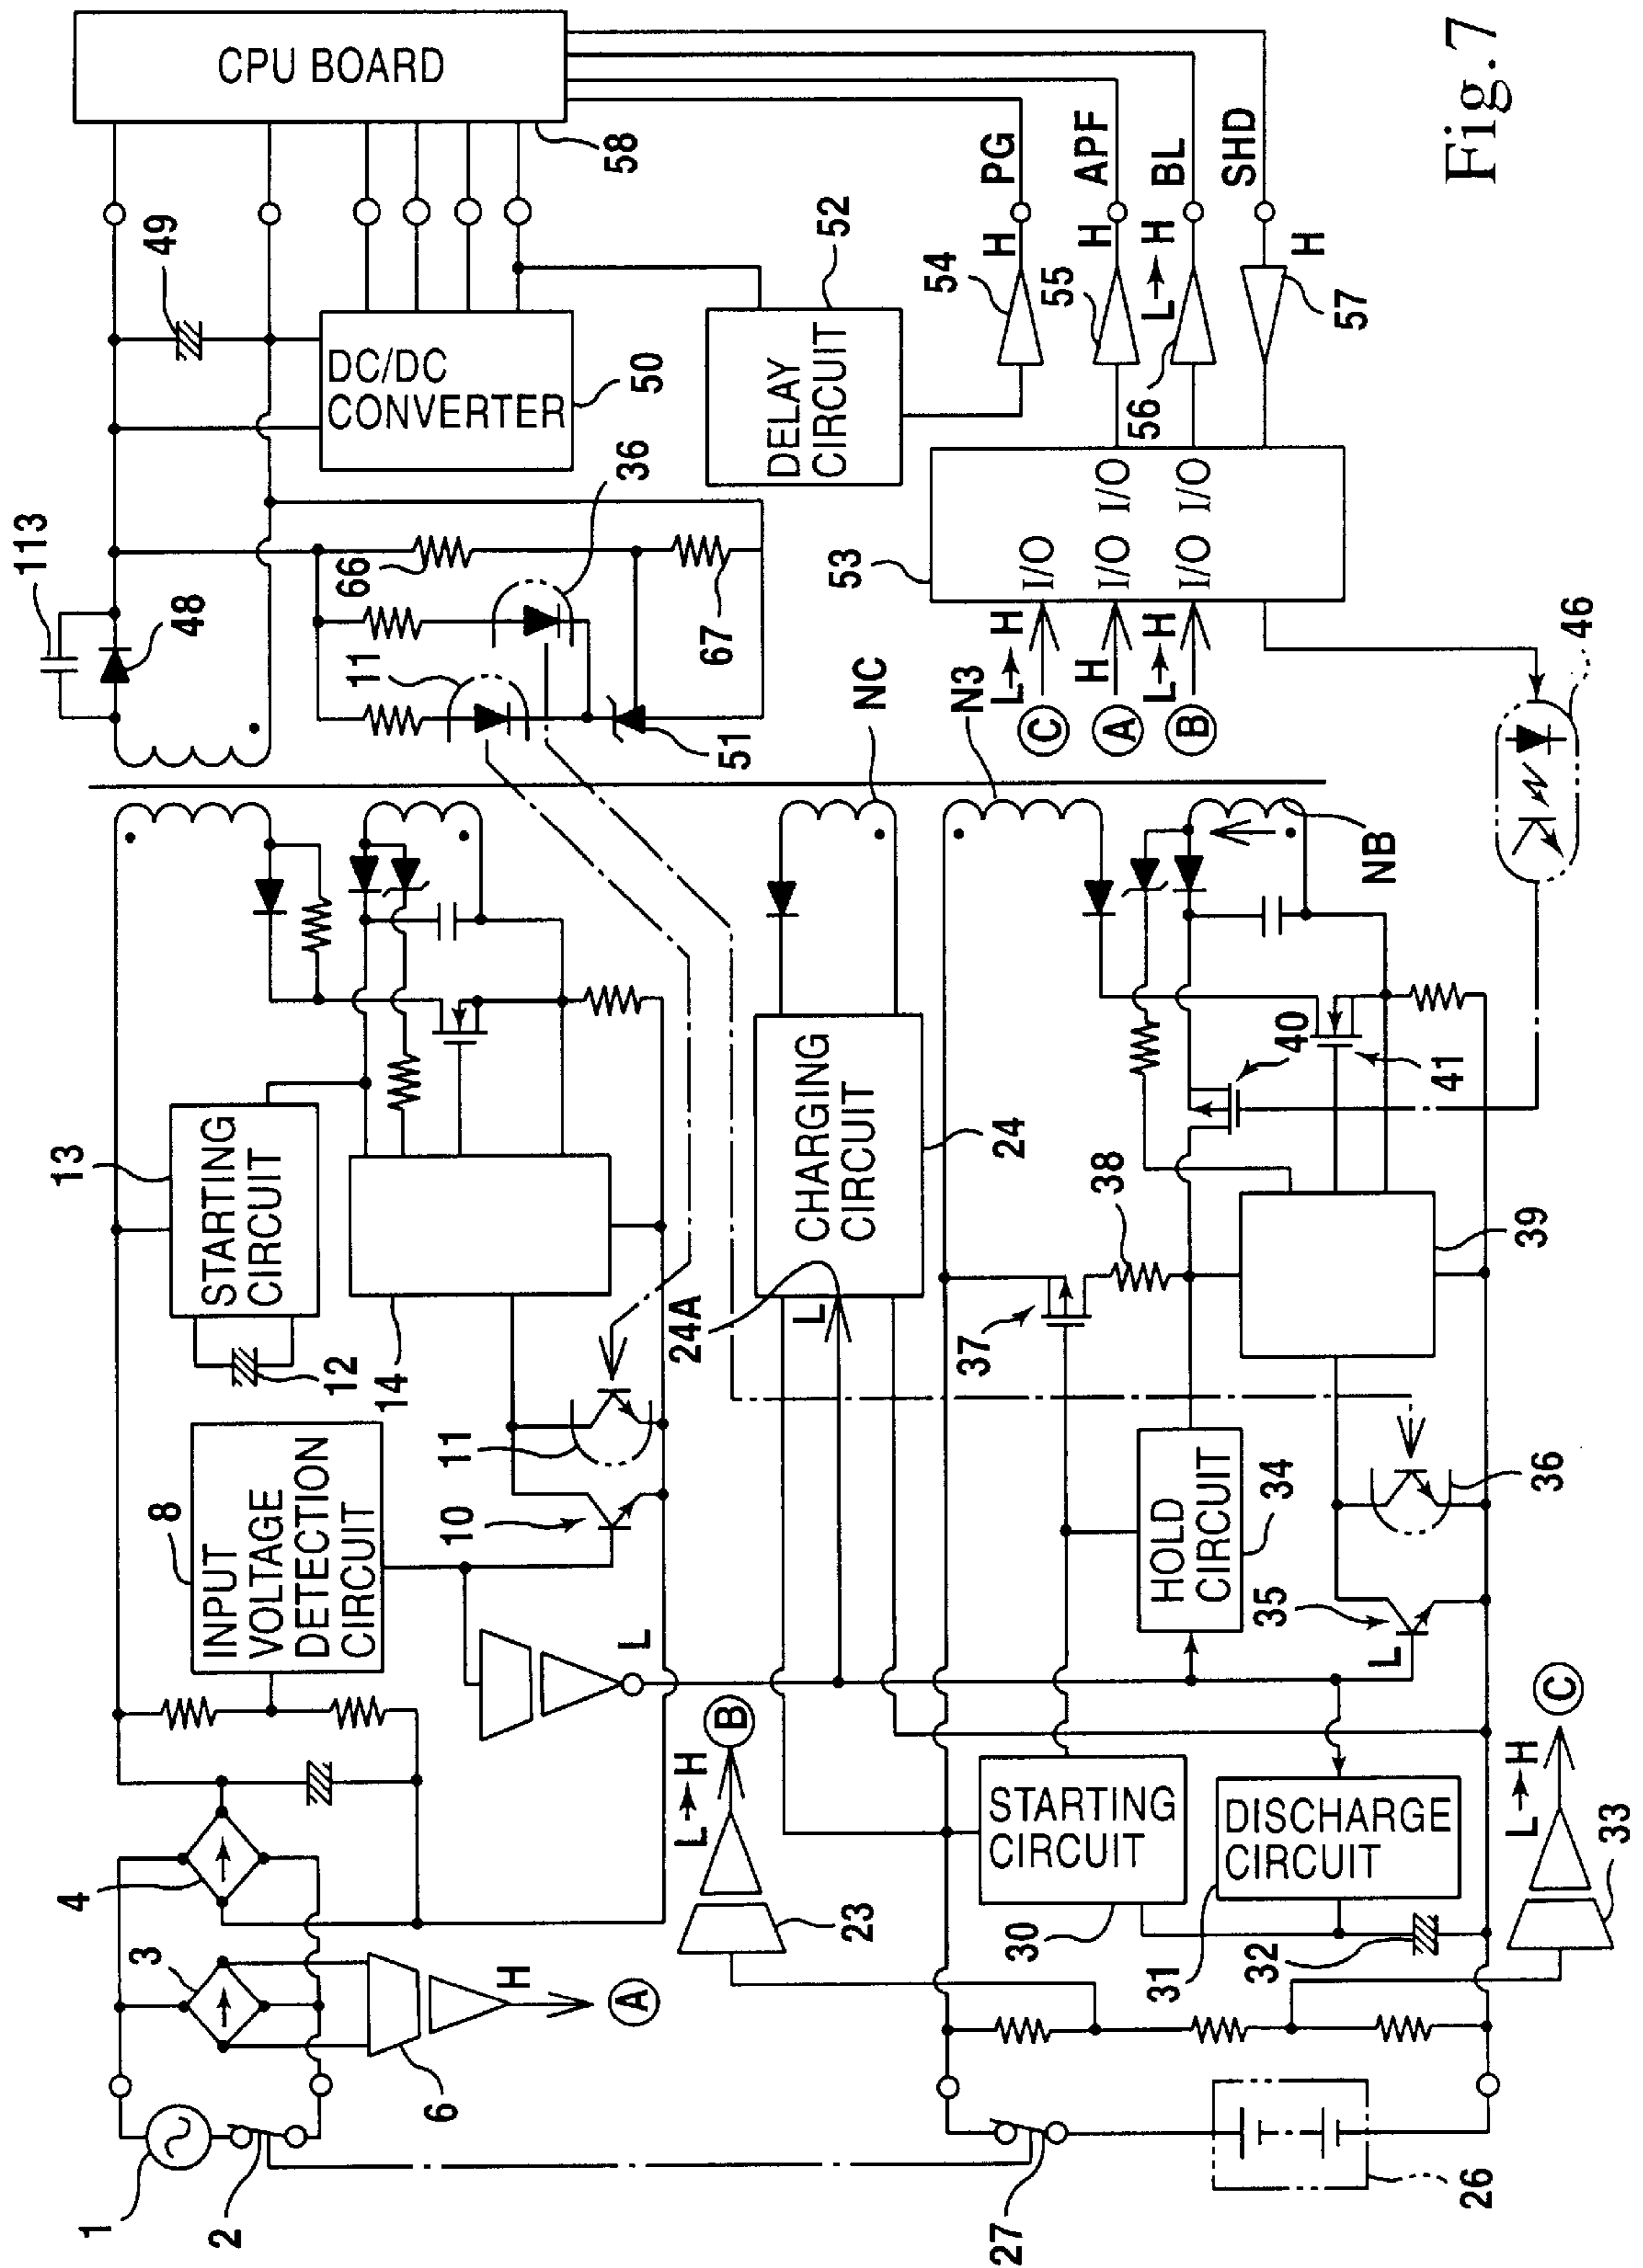 1
2
3
4
6
H
A
8
INPUT
VOLTAGE
DETECTION
CIRCUIT
10
11
L
12
13
STARTING
CIRCUIT
14
113
48
49
DC/DC
CONVERTER
50
CPU BOARD
58
66
36
11
67
51
DELAY
CIRCUIT
52
54
H
PG
55
H
APF
56
L→H
BL
57
H
SHD
53
I/O
I/O I/O
I/O I/O
L→H
C
H
A
L→H
B
46
NC
N3
NB
CHARGING
CIRCUIT
24
24A
L
37
38
39
40
41
HOLD
CIRCUIT
34
35
L
36
B
L→H
23
STARTING
CIRCUIT
30
DISCHARGE
CIRCUIT
31
32
C
L→H
33
26
27
Fig. 7